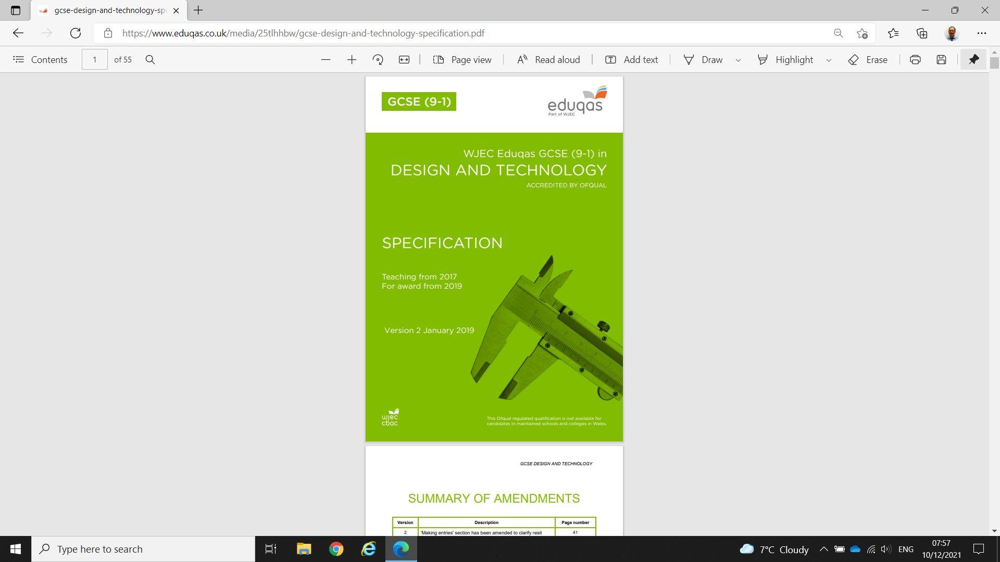 gcse-design-and-technology-spe
https://www.eduqas.co.uk/media/25tlhhbw/gcse-design-and-technology-specification.pdf
Contents
1
of 55
Page view
Read aloud
Add text
Draw
Highlight
Erase
GCSE (9-1)
eduqas
Part of WJEC
WJEC Eduqas GCSE (9-1) in
DESIGN AND TECHNOLOGY
ACCREDITED BY OFQUAL
SPECIFICATION
Teaching from 2017
For award from 2019
Version 2 January 2019
wjec
cbac
This Ofqual regulated qualification is not available for
candidates in maintained schools and colleges in Wales.
GCSE DESIGN AND TECHNOLOGY
SUMMARY OF AMENDMENTS
Version Description Page number
2 'Making entries' section has been amended to clarify resit 41
Type here to search
7°C Cloudy
ENG
07:57
10/12/2021